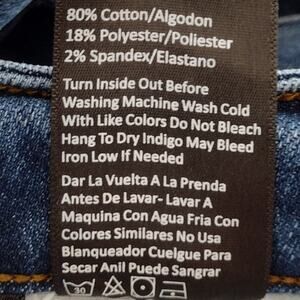 80% Cotton/Algodon
18% Polyester/Poliester
2% Spandex/Elastano
Turn Inside Out Before
Washing Machine Wash Cold
With Like Colors Do Not Bleach
Hang To Dry Indigo May Bleed
Iron Low If Needed
Dar La Vuelta A La Prenda
Antes De Lavar- Lavar A
Maquina Con Agua Fria Con
Colores Similares No Usa
Blanqueador Cuelgue Para
Secar Anil Puede Sangrar
30